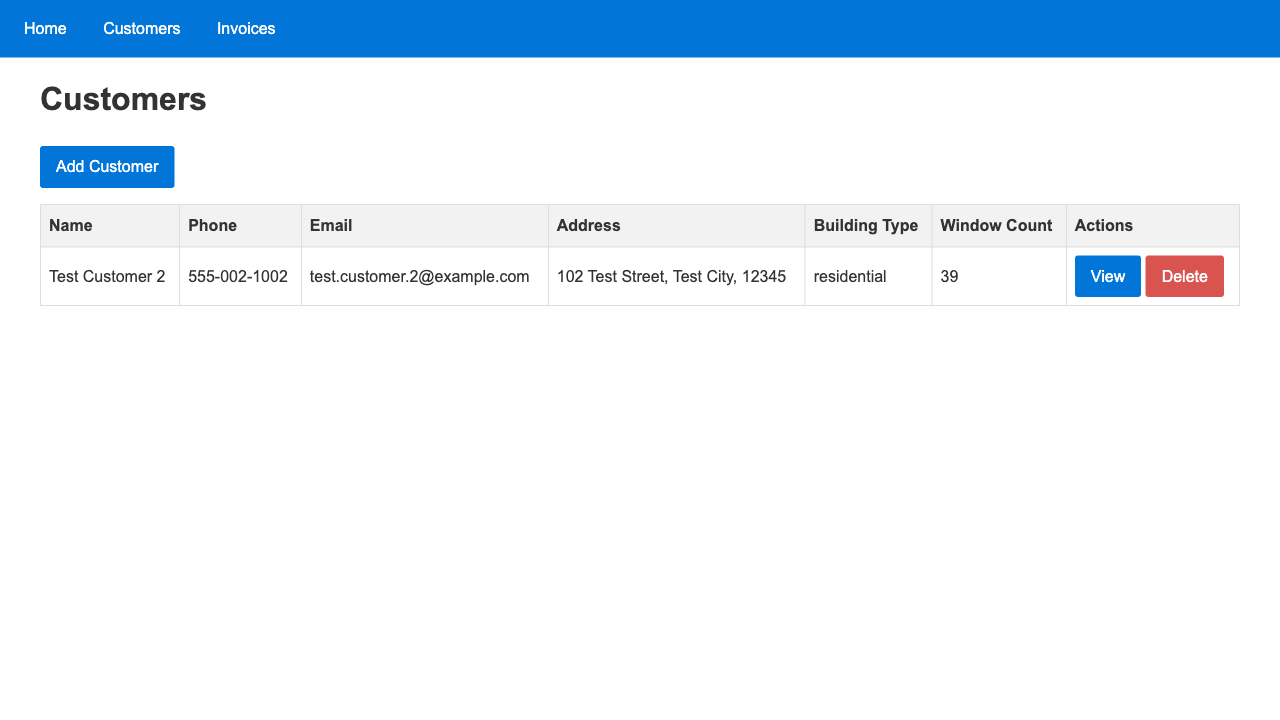 Home Customers Invoices
Customers
Add Customer
Name Phone Email Address Building Type Window Count Actions
Test Customer 2 555-002-1002 test.customer.2@example.com 102 Test Street, Test City, 12345 residential 39 View Delete